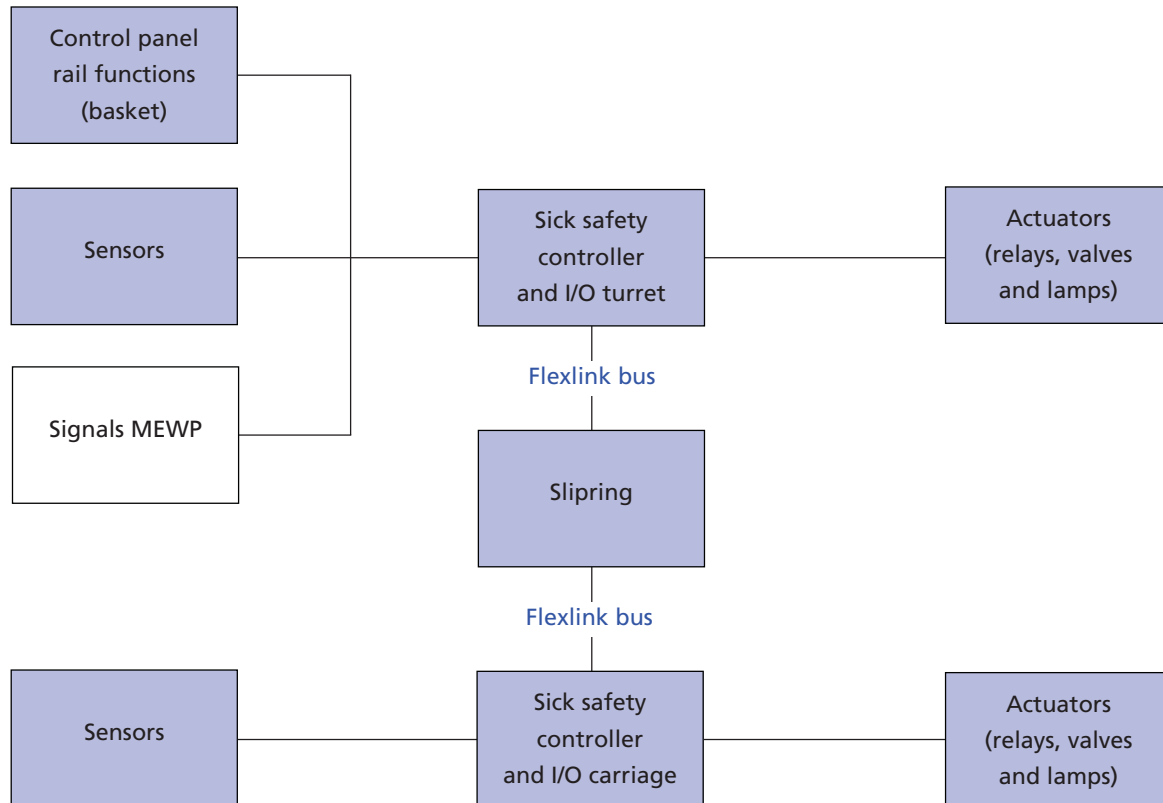 Control panel
rail functions
(basket)
Sensors
Sick safety
controller
and I/O turret
Actuators
(relays, valves
and lamps)
Signals MEWP
Flexlink bus
Slipring
Flexlink bus
Sensors
Sick safety
controller
and I/O carriage
Actuators
(relays, valves
and lamps)